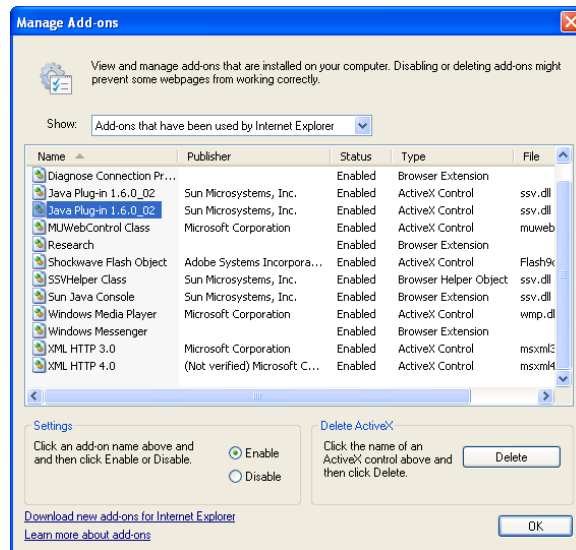 Manage Add-ons
View and manage add-ons that are installed on your computer. Disabling or deleting add-ons might
prevent some webpages from working correctly.
Show: Add-ons that have been used by Internet Explorer
Name Publisher Status Type File
Diagnose Connection Pr... Enabled Browser Extension
Java Plug-in 1.6.0_02 Sun Microsystems, Inc. Enabled ActiveX Control ssv.dll
Java Plug-in 1.6.0_02 Sun Microsystems, Inc. Enabled ActiveX Control ssv.dll
MUWebControl Class Microsoft Corporation Enabled ActiveX Control muweb
Research Enabled Browser Extension
Shockwave Flash Object Adobe Systems Incorpora... Enabled ActiveX Control Flash9
SSVHelper Class Sun Microsystems, Inc. Enabled Browser Helper Object ssv.dll
Sun Java Console Sun Microsystems, Inc. Enabled Browser Extension ssv.dll
Windows Media Player Microsoft Corporation Enabled ActiveX Control wmp.dl
Windows Messenger Enabled Browser Extension
XML HTTP 3.0 Microsoft Corporation Enabled ActiveX Control msxml3
XML HTTP 4.0 (Not verified) Microsoft C... Enabled ActiveX Control msxml4
Settings
Click an add-on name above and
and then click Enable or Disable.
Enable
Disable
Delete ActiveX
Click the name of an
ActiveX control above and
then click Delete.
Delete
Download new add-ons for Internet Explorer
Learn more about add-ons
OK